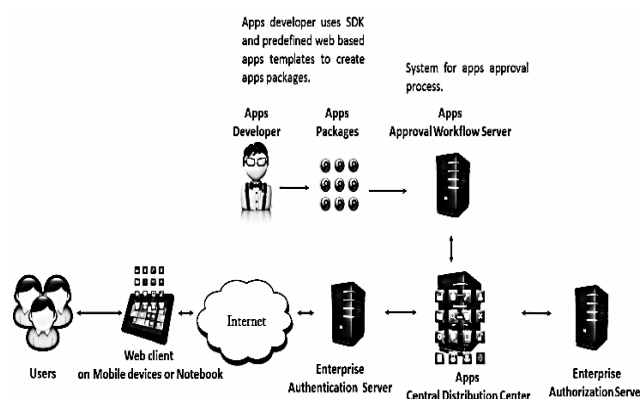 Apps developer uses SDK
and predefined web based
apps templates to create
apps packages.
System for apps approval
process.
Apps
Developer
Apps
Packages
Apps
Approval Workflow Server
Internet
Users
Web client
on Mobile devices or Notebook
Enterprise
Authentication Server
Apps
Central Distribution Center
Enterprise
Authorization Serve